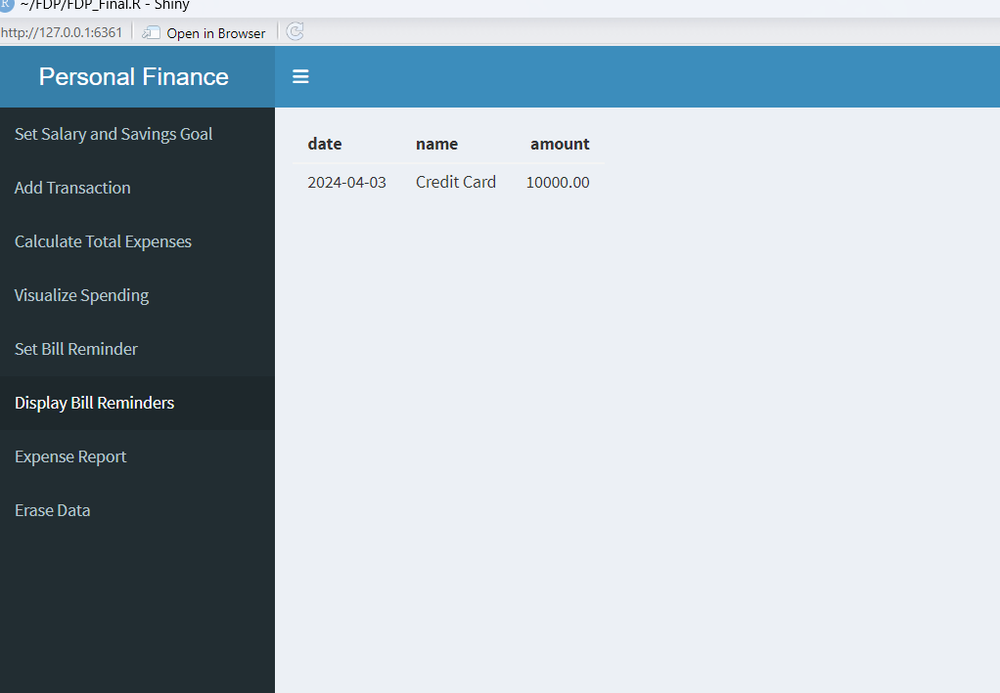 R ~/FDP/FDP_Final.R - Shiny
http://127.0.0.1:6361 Open in Browser
Personal Finance
Set Salary and Savings Goal
Add Transaction
Calculate Total Expenses
Visualize Spending
Set Bill Reminder
Display Bill Reminders
Expense Report
Erase Data
date name amount
2024-04-03 Credit Card 10000.00